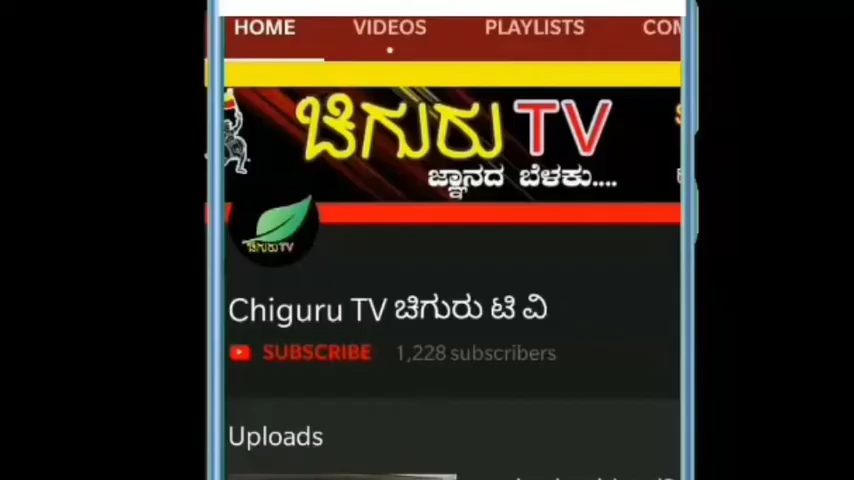 HOME VIDEOS PLAYLISTS
ಚಿಗುರು TV
ಜ್ಞಾನದ ಬೆಳಕು....
ಚಿಗುರು TV
Chiguru TV ಚಿಗುರು ಟಿ ವಿ
SUBSCRIBE 1,228 subscribers
Uploads